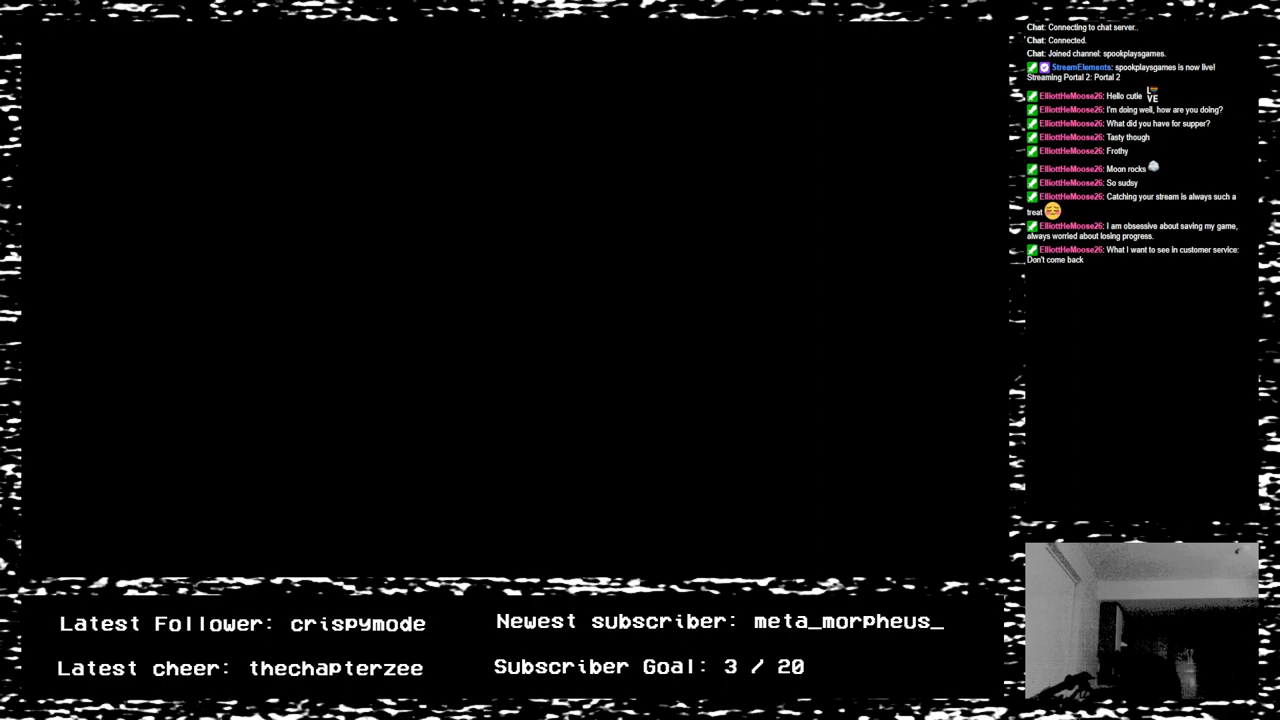 Chat: Connecting to chat server..
Chat: Connected.
Chat: Joined channel: spookplaysgames.
StreamElements: spookplaysgames is now live!
Streaming Portal 2: Portal 2
ElliottHeMoose26: Hello cutie LVE
ElliottHeMoose26: I'm doing well, how are you doing?
ElliottHeMoose26: What did you have for supper?
ElliottHeMoose26: Tasty though
ElliottHeMoose26: Frothy
ElliottHeMoose26: Moon rocks
ElliottHeMoose26: So sudsy
ElliottHeMoose26: Catching your stream is always such a
treat
ElliottHeMoose26: I am obsessive about saving my game,
always worried about losing progress.
ElliottHeMoose26: What I want to see in customer service:
Don't come back
Latest Follower: crispymode
Newest subscriber: meta_morpheus_
Latest cheer: thechapterzee
Subscriber Goal: 3 / 20